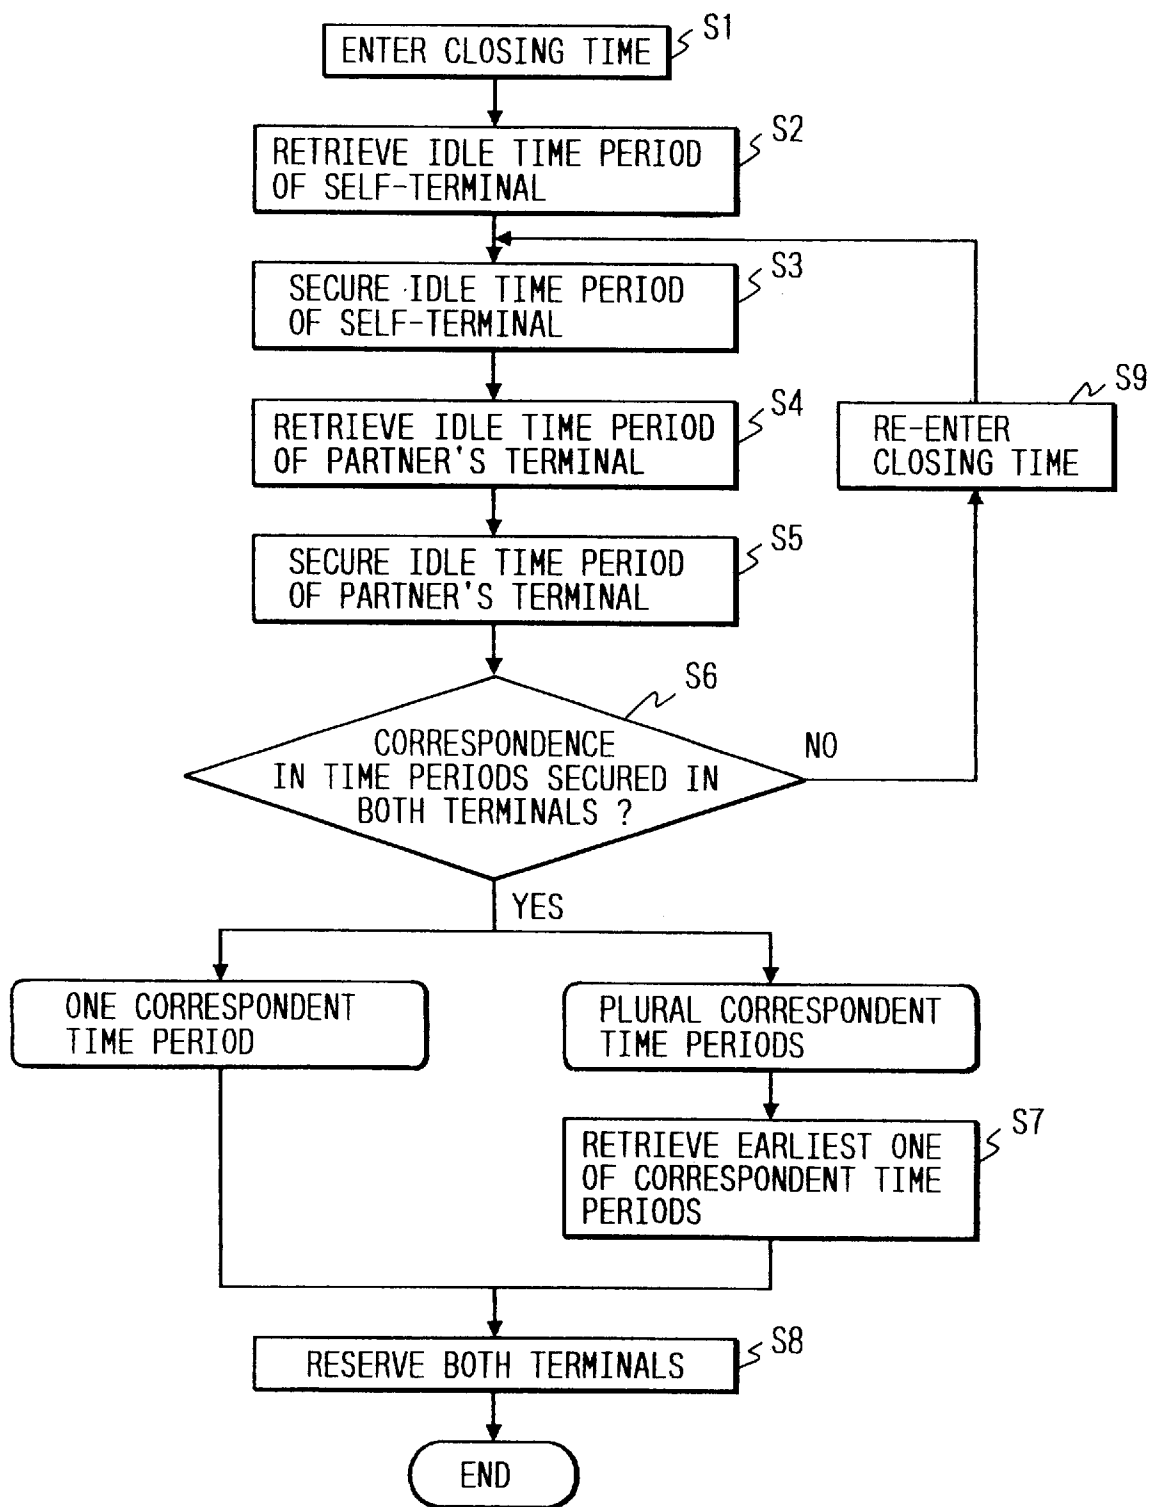 ENTER CLOSING TIME
S1
RETRIEVE IDLE TIME PERIOD
OF SELF-TERMINAL
S2
SECURE IDLE TIME PERIOD
OF SELF-TERMINAL
S3
RETRIEVE IDLE TIME PERIOD
OF PARTNER'S TERMINAL
S4
RE-ENTER
CLOSING TIME
S9
SECURE IDLE TIME PERIOD
OF PARTNER'S TERMINAL
S5
S6
CORRESPONDENCE
IN TIME PERIODS SECURED IN
BOTH TERMINALS ?
NO
YES
ONE CORRESPONDENT
TIME PERIOD
PLURAL CORRESPONDENT
TIME PERIODS
RETRIEVE EARLIEST ONE
OF CORRESPONDENT TIME
PERIODS
S7
RESERVE BOTH TERMINALS
S8
END